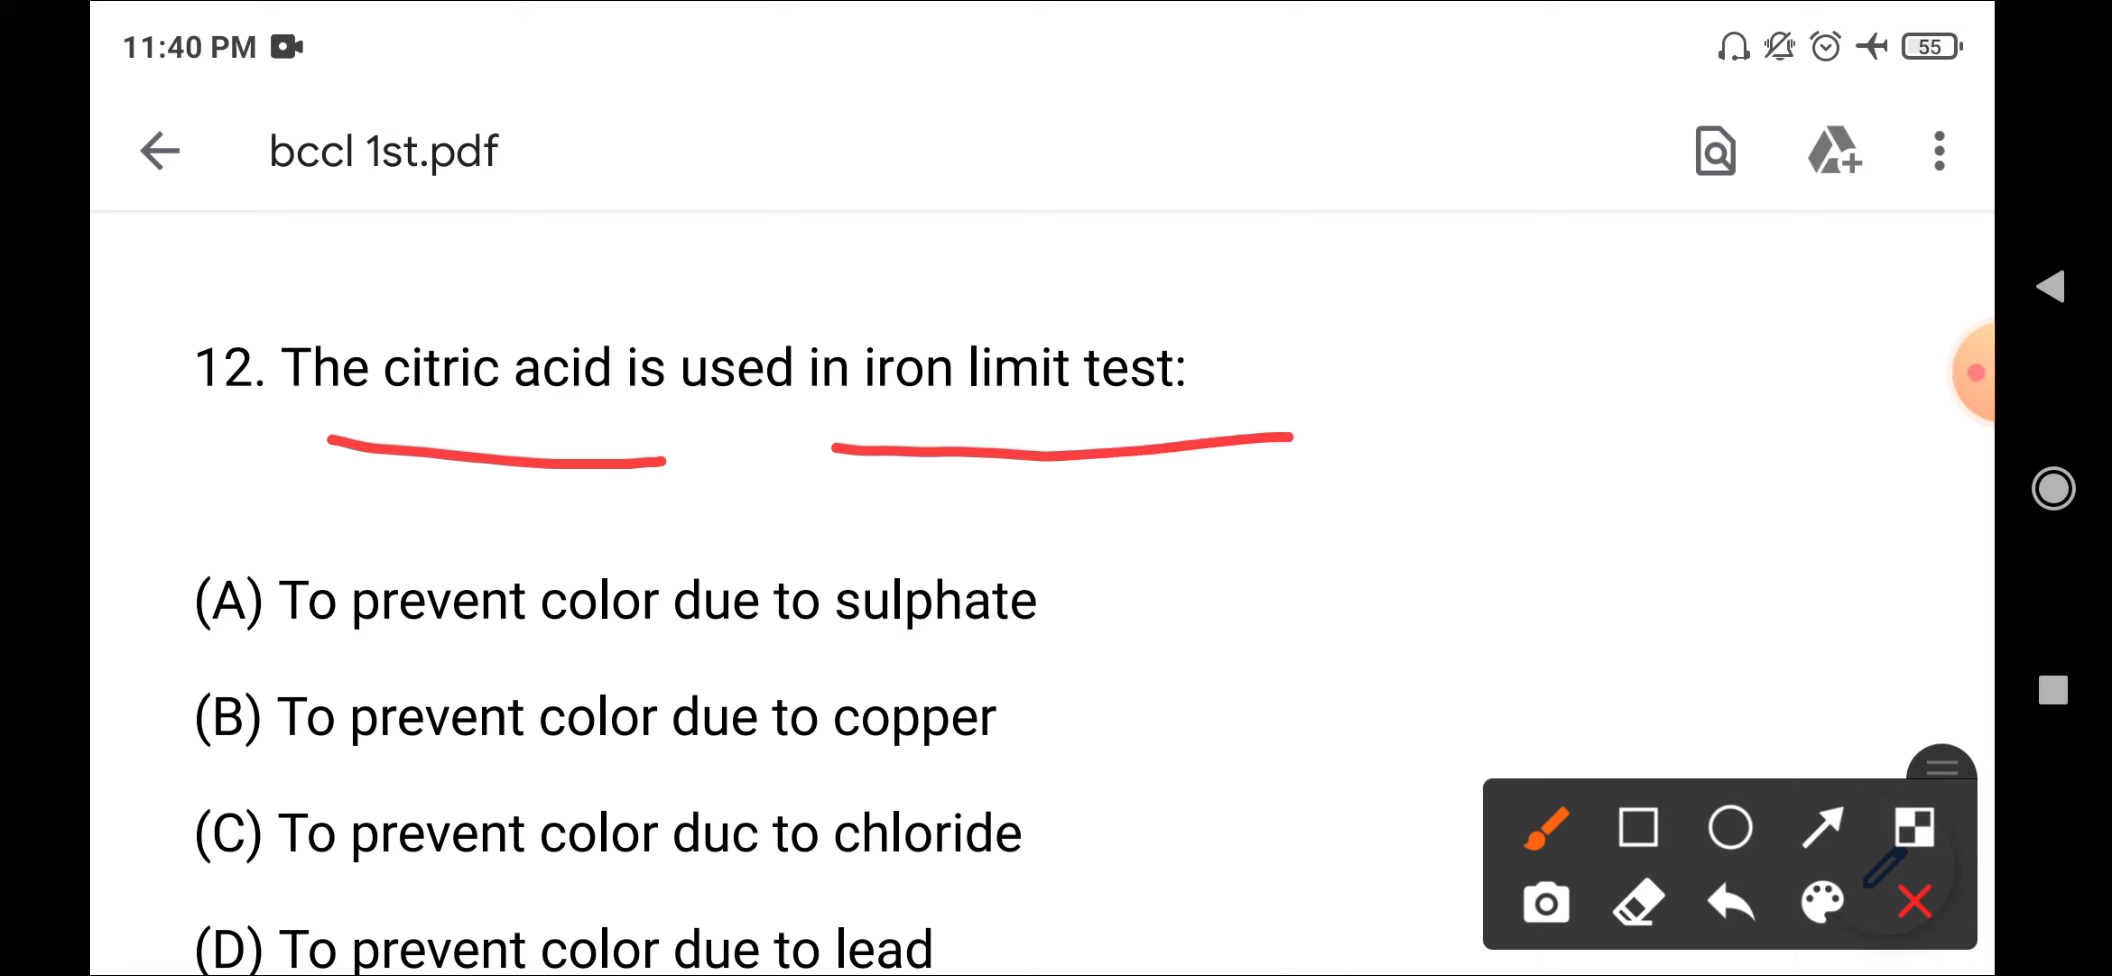 11:40 PM
55
bccl 1st.pdf
12. The citric acid is used in iron limit test:
(A) To prevent color due to sulphate
(B) To prevent color due to copper
(C) To prevent color duc to chloride
(D) To prevent color due to lead